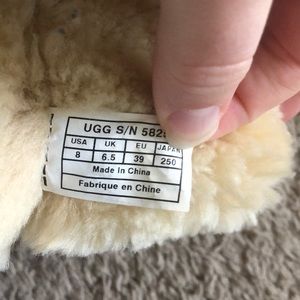 UGG S/N 582
USA UK EU JAPAN
8 6.5 39 250
Made In China
Fabrique en Chine